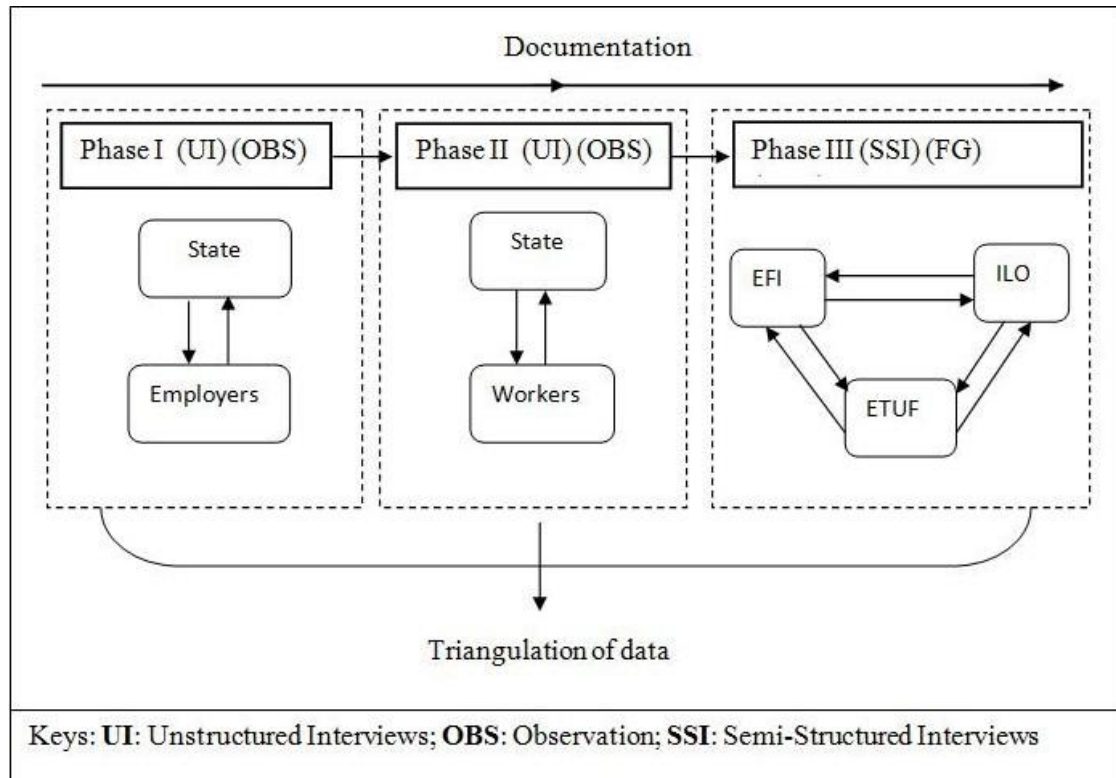 Documentation
Phase I (UI) (OBS)
Phase II (UI) (OBS)
Phase III (SSI) (FG)
State
Employers
State
Workers
EFI
ILO
ETUF
Triangulation of data
Keys: UI: Unstructured Interviews; OBS: Observation; SSI: Semi-Structured Interviews